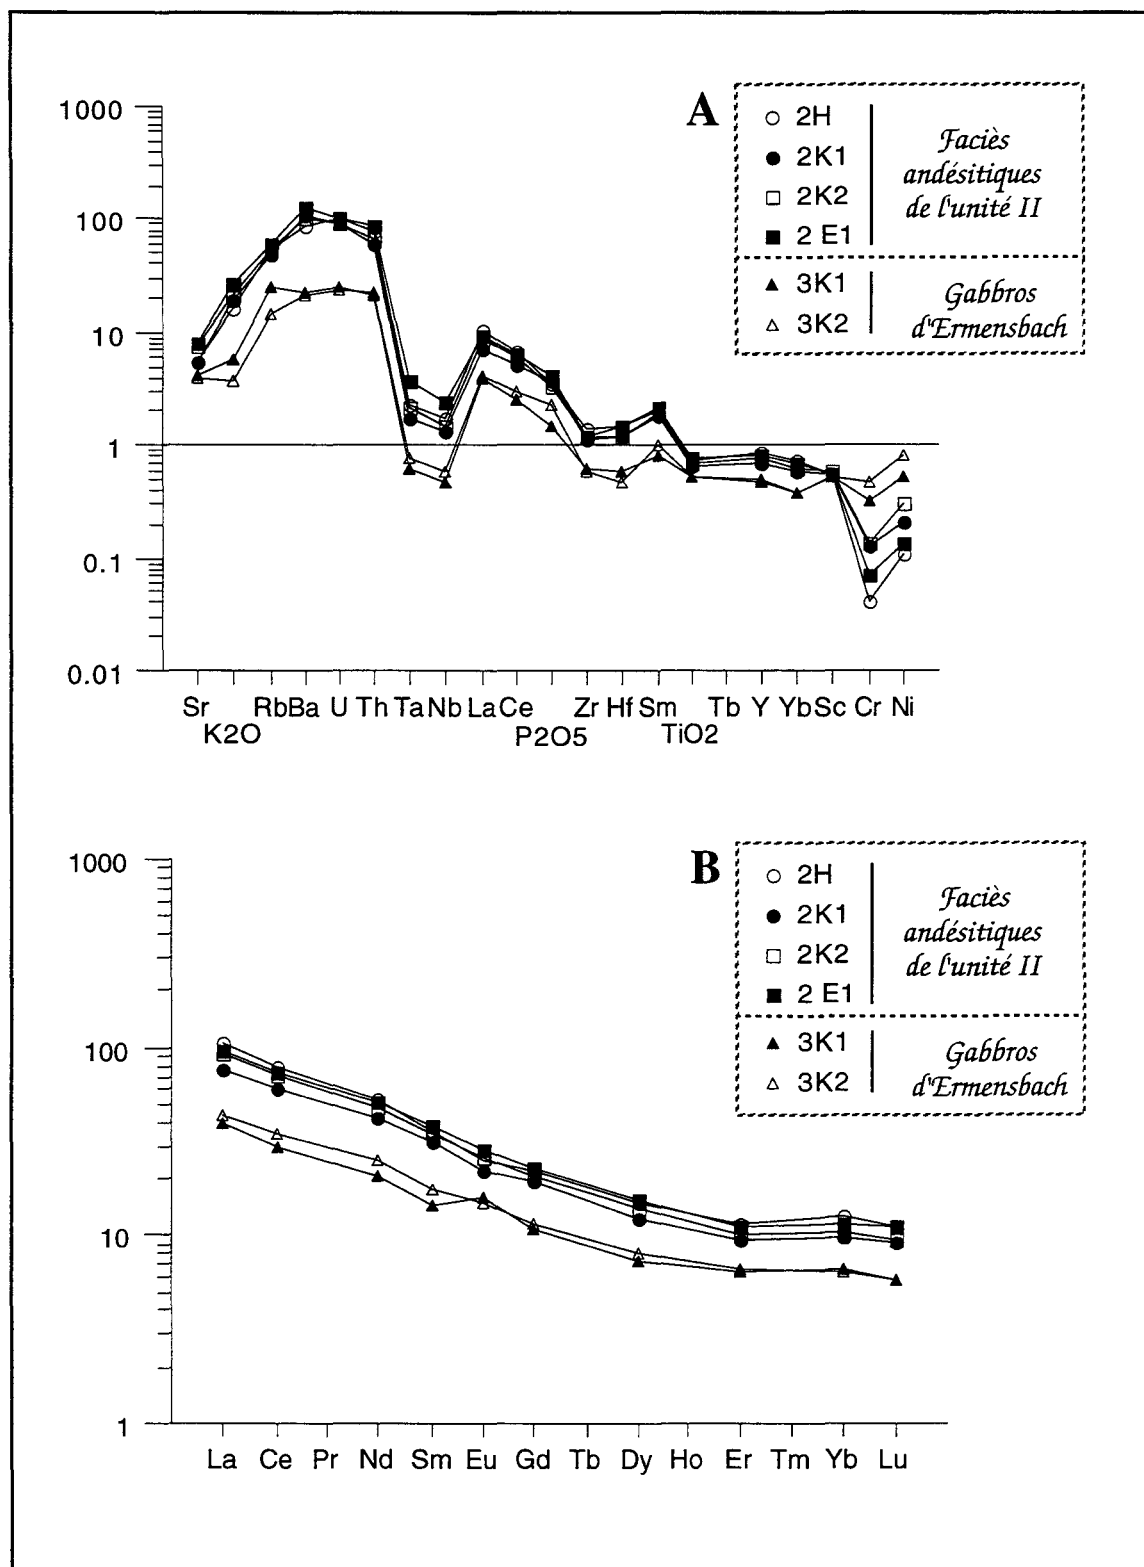 A
1000
100
10
1
0.1
0.01
2H
2K1
2K2
2 E1
Faciès
andésitiques
de l'unité II
3K1
3K2
Gabbros
d'Ermensbach
Sr RbBa U Th Ta Nb La Ce Zr Hf Sm Tb Y Yb Sc Cr Ni
K2O P2O5 TiO2
B
1000
100
10
1
2H
2K1
2K2
2 E1
Faciès
andésitiques
de l'unité II
3K1
3K2
Gabbros
d'Ermensbach
La Ce Pr Nd Sm Eu Gd Tb Dy Ho Er Tm Yb Lu